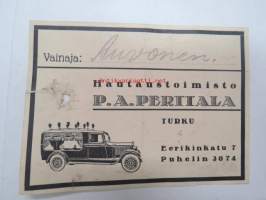 Vainaja: Auvonen.
Hautaustoimisto
P. A. PERTTALA
TURKU
Eerikinkatu 7
Puhelin 3074